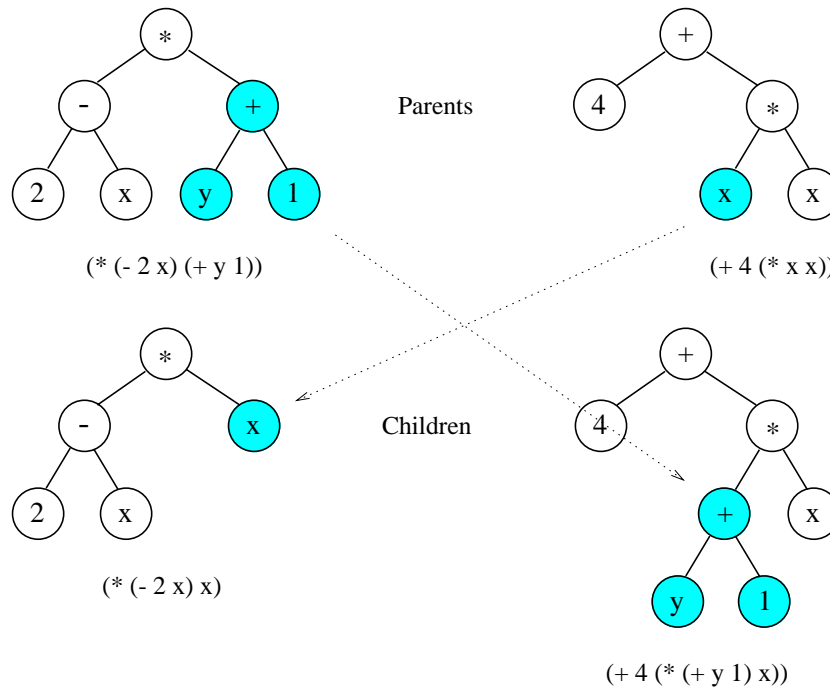 * +
- + Parents 4 *
2 x y 1 x x
(* (- 2 x) (+ y 1)) (+ 4 (* x x))
* +
- x Children 4 *
2 x + x
(* (- 2 x) x)
y 1
(+ 4 (* (+ y 1) x))